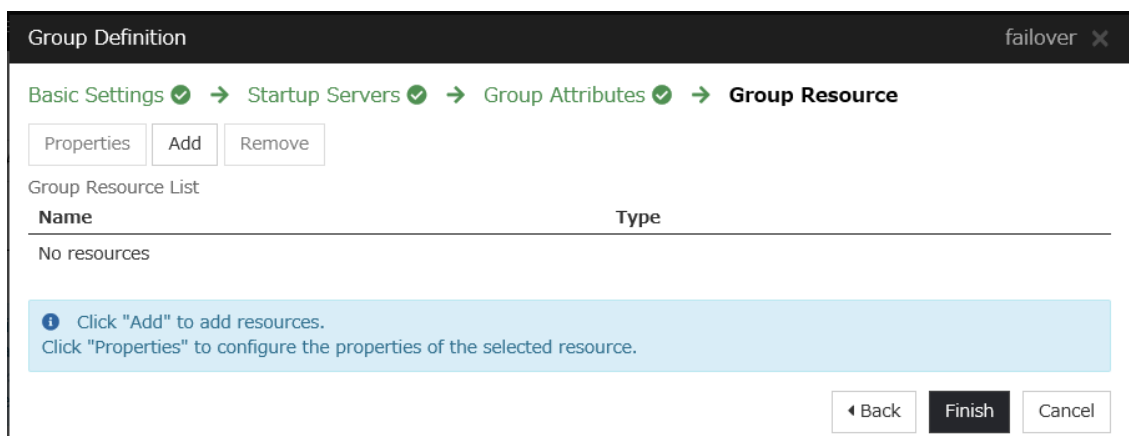 Group Definition failover
Basic Settings → Startup Servers → Group Attributes → Group Resource
Properties Add Remove
Group Resource List
Name Type
No resources
Click "Add" to add resources.
Click "Properties" to configure the properties of the selected resource.
Back Finish Cancel